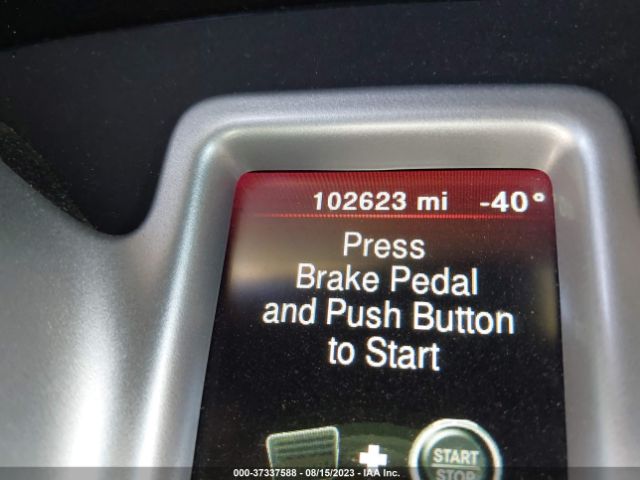 102623 mi -40°
Press
Brake Pedal
and Push Button
to Start
START
STOP
000-37337588 - 08/15/2023 - IAA Inc.